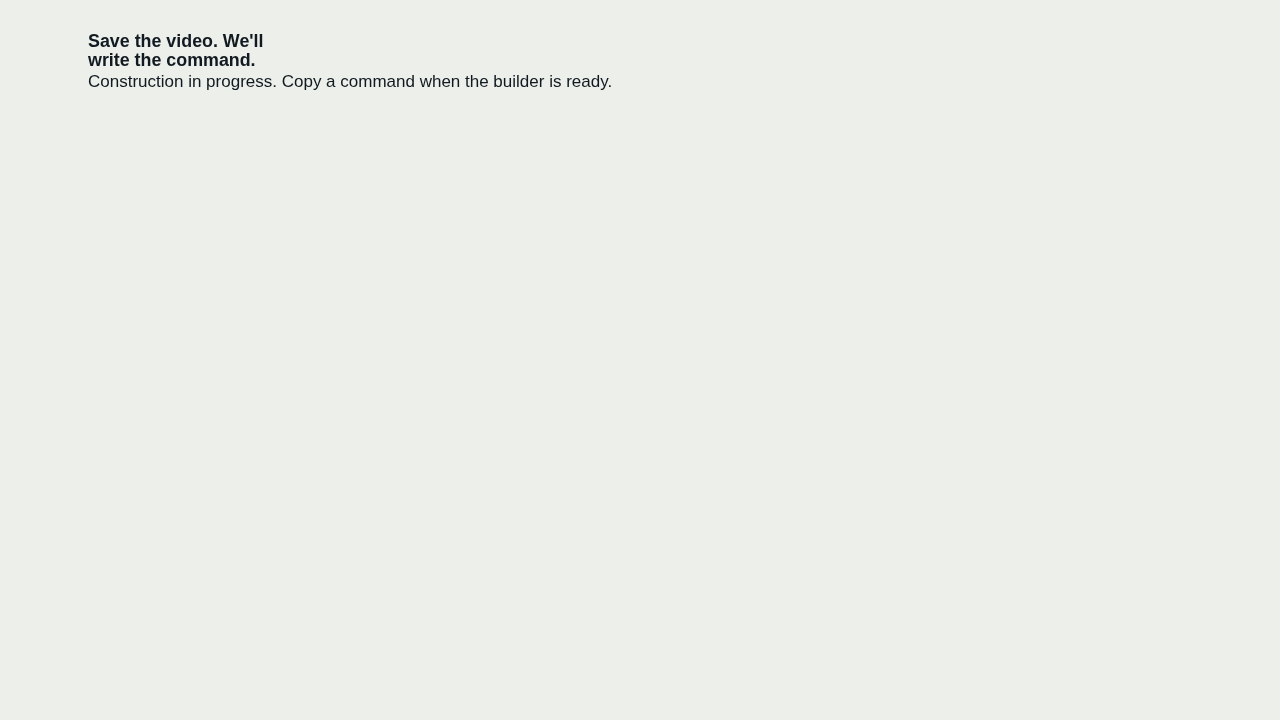 Save the video. We'll
write the command.
Construction in progress. Copy a command when the builder is ready.